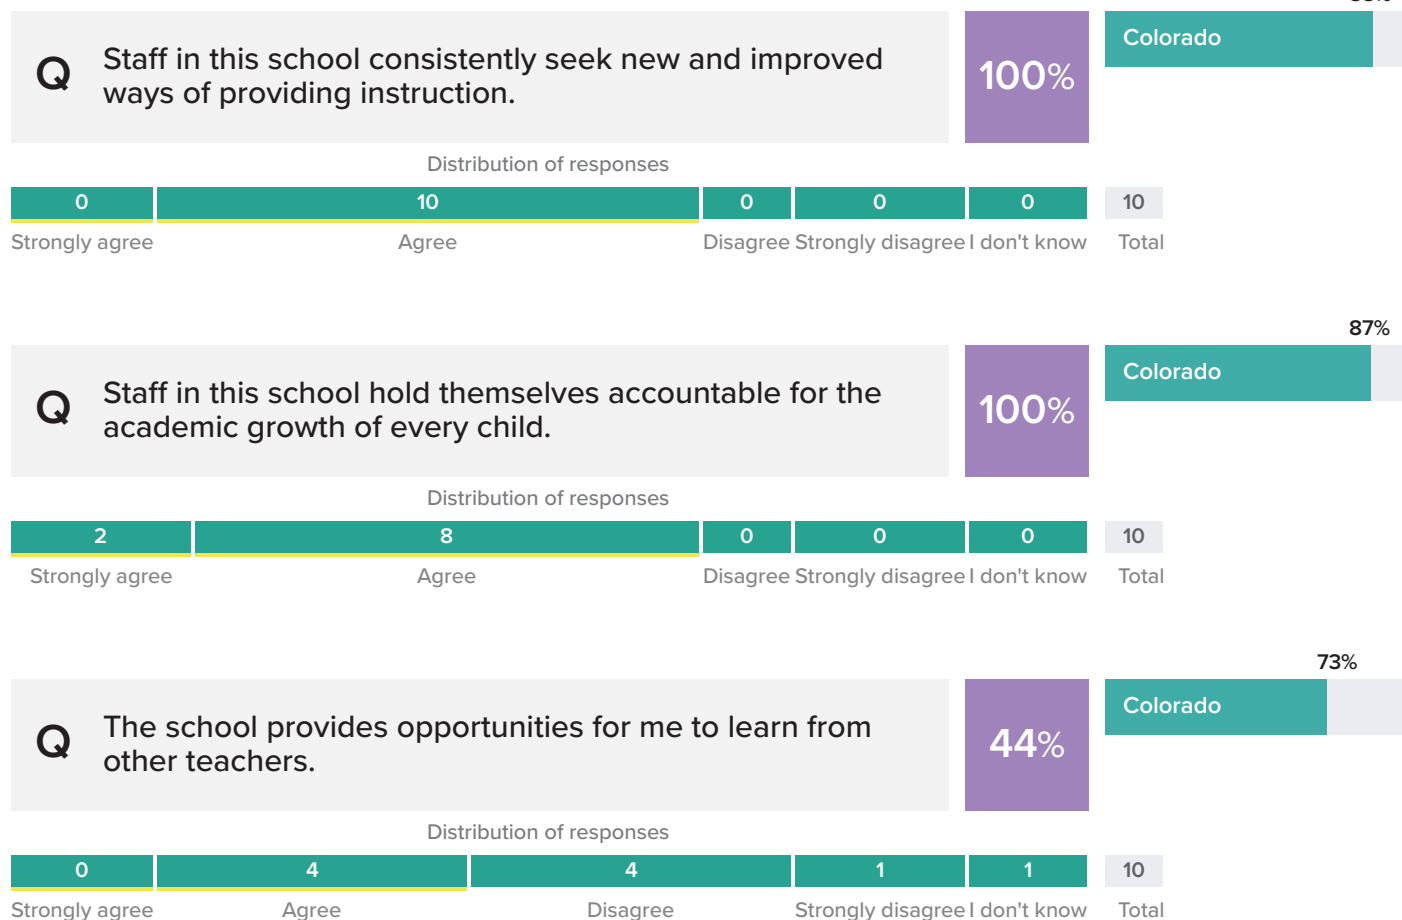 Q
Staff in this school consistently seek new and improved
ways of providing instruction.
100%
Colorado
Distribution of responses
0 10 0 0 0 10
Strongly agree Agree Disagree Strongly disagree I don't know Total
87%
Q
Staff in this school hold themselves accountable for the
academic growth of every child.
100%
Colorado
Distribution of responses
2 8 0 0 0 10
Strongly agree Agree Disagree Strongly disagree I don't know Total
73%
Q
The school provides opportunities for me to learn from
other teachers.
44%
Colorado
Distribution of responses
0 4 4 1 1 10
Strongly agree Agree Disagree Strongly disagree I don't know Total